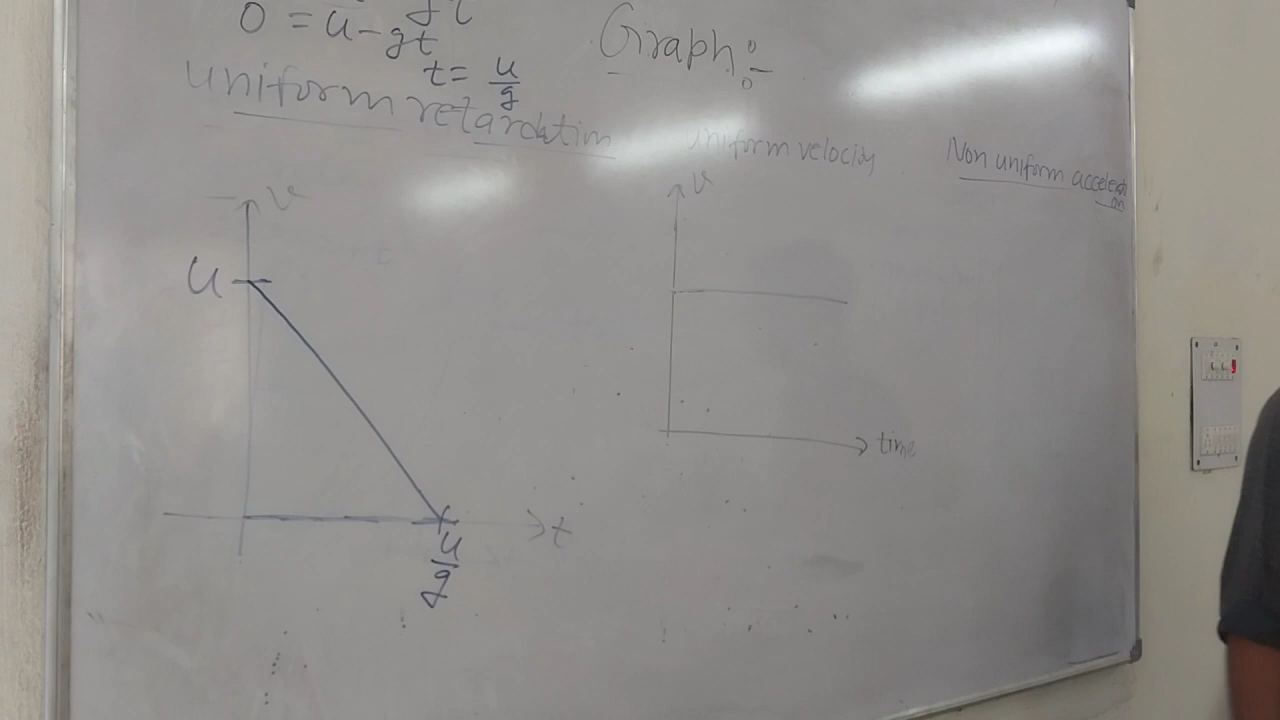 0 = u - gt
t = u/g
Graph :-
uniform retardation
uniform velocity
Non uniform acceleration
v
u
t
u/g
v
time